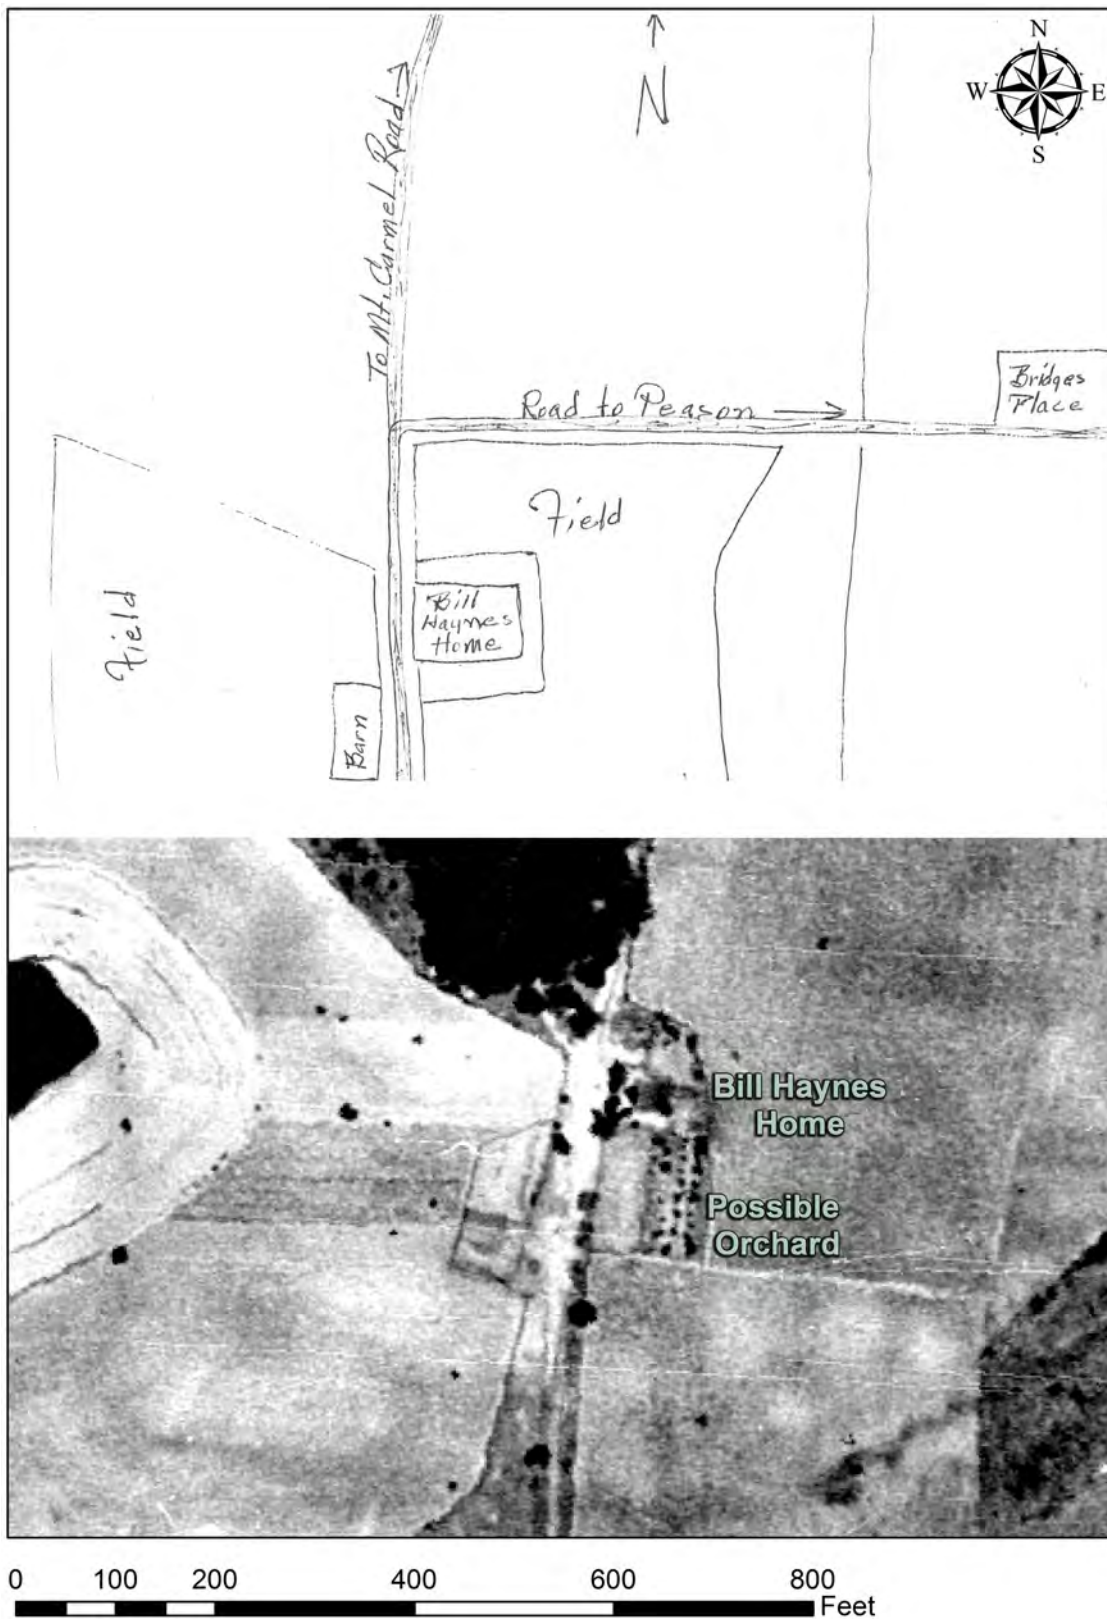 N
W E
S
N
To Mt. Carmel Road
Road to Peason
Bridges
Place
Field
Field
Bill
Haynes
Home
Barn
Bill Haynes
Home
Possible
Orchard
0 100 200 400 600 800
Feet